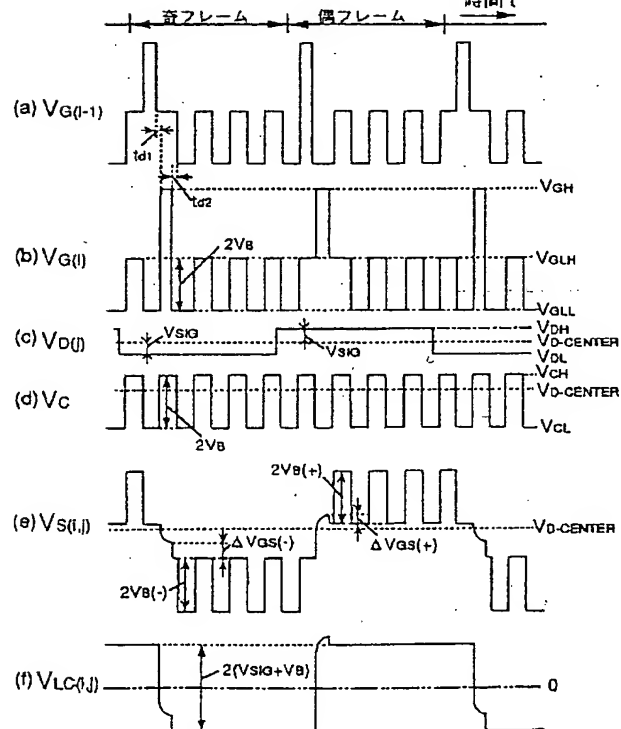 奇フレーム
偶フレーム
時間 t
(a) VG(i-1)
td1
td2
VGH
(b) VG(i)
2VB
VGLH
VGLL
(c) VD(j)
VSIG
VSIG
VDH
VD-CENTER
VDL
(d) VC
2VB
VCH
VD-CENTER
VCL
(e) VS(i,j)
2VB(+)
VD-CENTER
ΔVGS(-)
ΔVGS(+)
2VB(-)
(f) VLC(i,j)
2(VSIG+VB)
0